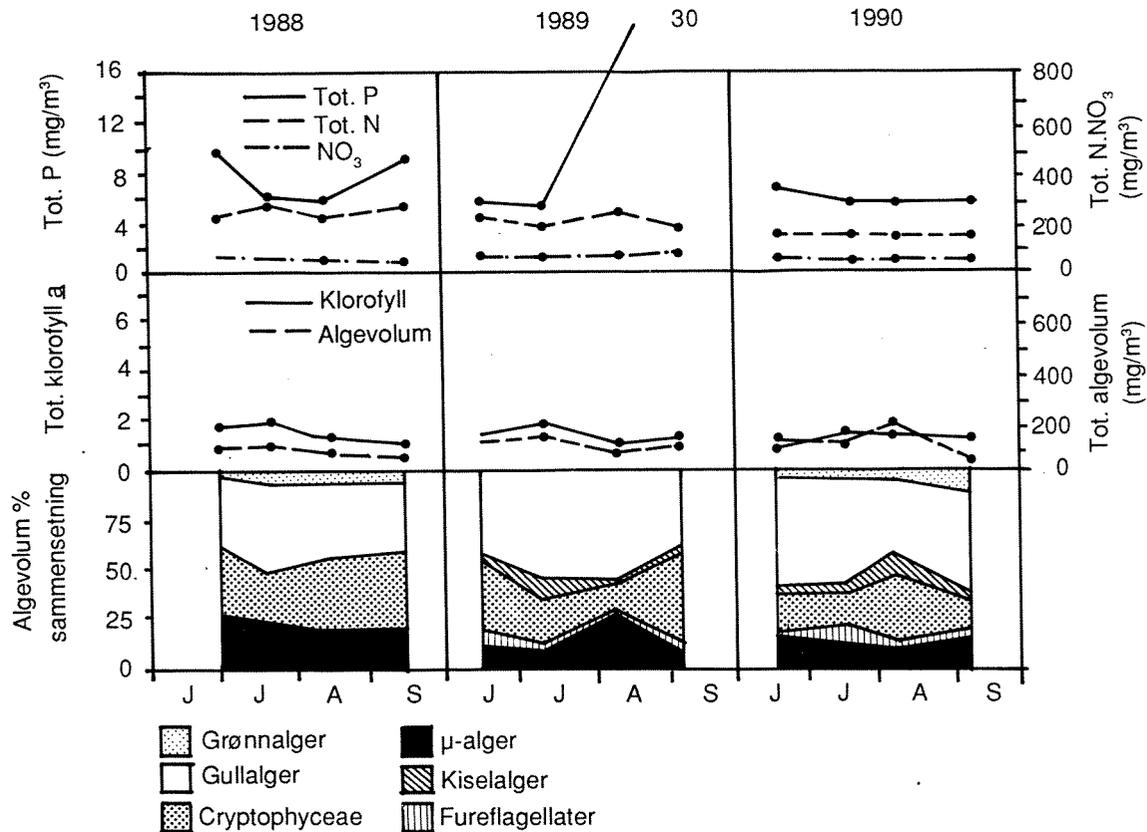 1988 1989 30 1990
Tot. P (mg/m³)
16
12
8
4
0
Tot. P
Tot. N
NO₃
800
600
400
200
0
Tot. N.NO₃
(mg/m³)
Tot. klorofyll a
6
4
2
0
Klorofyll
Algevolum
600
400
200
0
Tot. algevolum
(mg/m³)
Algevolum %
sammensetning
75
50.
25
0
J J A S J J A S J J A S
Grønnalger
Gullalger
Cryptophyceae
µ-alger
Kiselalger
Fureflagellater